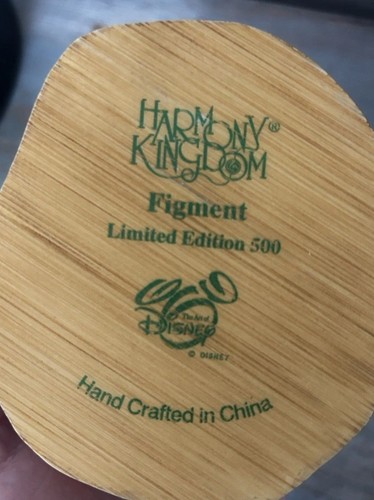 HARMONY®
KINGDOM
Figment
Limited Edition 500
The Art of
DISNEY
© DISNEY
Hand Crafted in China